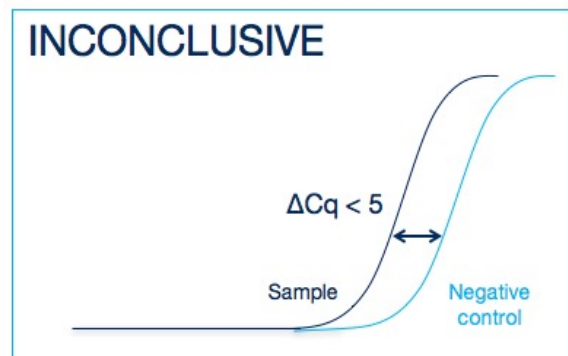 INCONCLUSIVE
ΔCq < 5
Sample
Negative
control